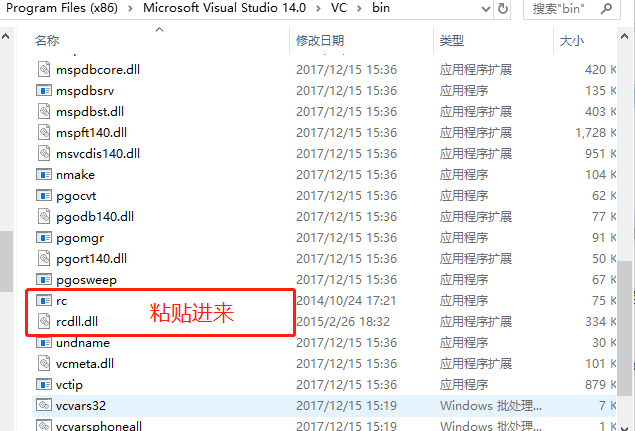 Program Files (x86) > Microsoft Visual Studio 14.0 > VC > bin 搜索"bin"
名称 修改日期 类型 大小
mspdbcore.dll 2017/12/15 15:36 应用程序扩展 420 K
mspdbsrv 2017/12/15 15:36 应用程序 135 K
mspdbst.dll 2017/12/15 15:36 应用程序扩展 403 K
mspft140.dll 2017/12/15 15:36 应用程序扩展 1,728 K
msvcdis140.dll 2017/12/15 15:36 应用程序扩展 951 K
nmake 2017/12/15 15:36 应用程序 104 K
pgocvt 2017/12/15 15:36 应用程序 62 K
pgodb140.dll 2017/12/15 15:36 应用程序扩展 77 K
pgomgr 2017/12/15 15:36 应用程序 91 K
pgort140.dll 2017/12/15 15:36 应用程序扩展 50 K
pgosweep 2017/12/15 15:36 应用程序 67 K
rc 2014/10/24 17:21 应用程序 75 K
粘贴进来
rcdll.dll 2015/2/26 18:32 应用程序扩展 334 K
undname 2017/12/15 15:36 应用程序 30 K
vcmeta.dll 2017/12/15 15:36 应用程序扩展 101 K
vctip 2017/12/15 15:36 应用程序 879 K
vcvars32 2017/12/15 15:19 Windows 批处理... 7 K
vcvarsphoneall 2017/12/15 15:19 Windows 批处理... 1 K